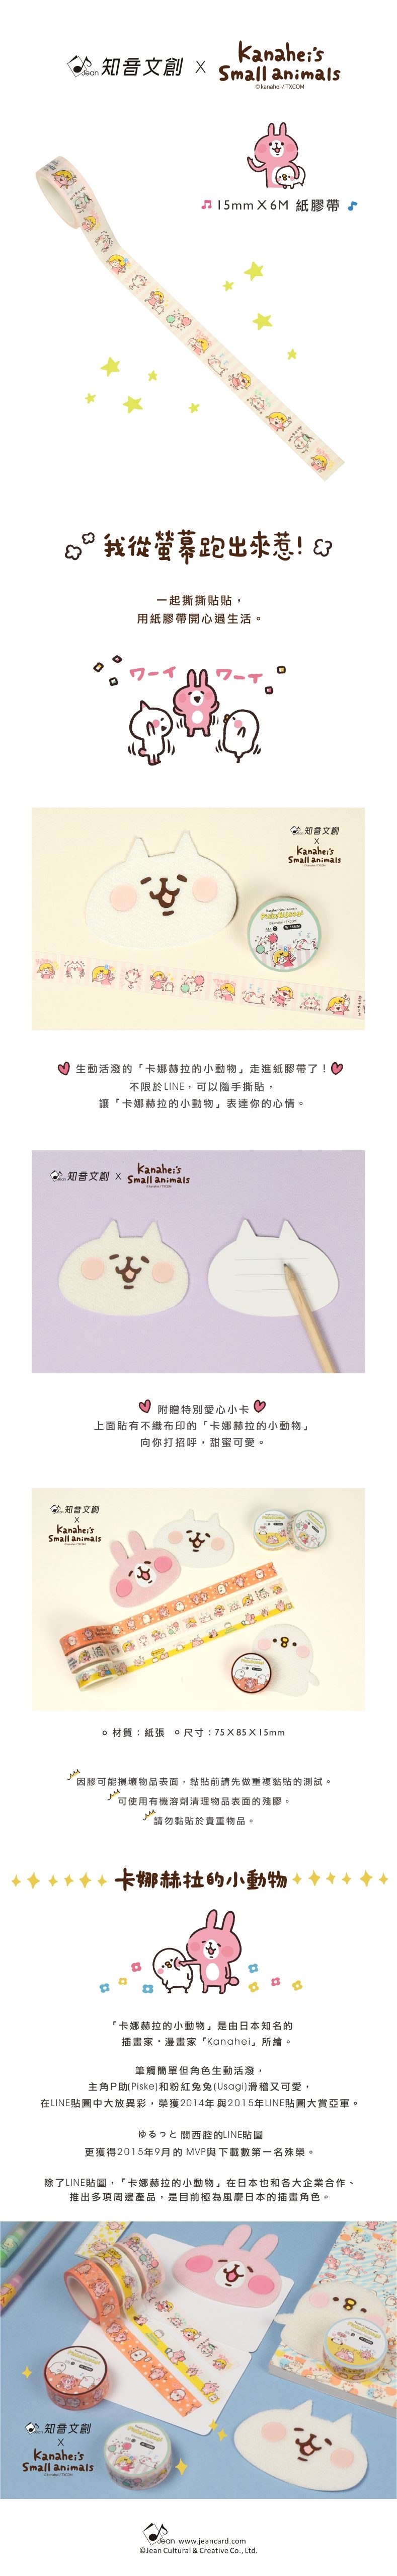 Jean 知音文創 X Kanahei's Small animals
©kanahei / TXCOM
15mm X 6M 紙膠帶
我從螢幕跑出來惹!
一起撕撕貼貼，
用紙膠帶開心過生活。
ワーイ ワーイ
知音文創
X
Kanahei's
Small animals
生動活潑的「卡娜赫拉的小動物」走進紙膠帶了！
不限於LINE，可以隨手撕貼，
讓「卡娜赫拉的小動物」表達你的心情。
知音文創 X Kanahei's Small animals
附贈特別愛心小卡
上面貼有不織布印的「卡娜赫拉的小動物」
向你打招呼，甜蜜可愛。
知音文創
X
Kanahei's
Small animals
材質：紙張 尺寸：75X85X15mm
因膠可能損壞物品表面，黏貼前請先做重複黏貼的測試。
可使用有機溶劑清理物品表面的殘膠。
請勿黏貼於貴重物品。
卡娜赫拉的小動物
「卡娜赫拉的小動物」是由日本知名的
插畫家・漫畫家「Kanahei」所繪。
筆觸簡單但角色生動活潑，
主角P助(Piske)和粉紅兔兔(Usagi)滑稽又可愛，
在LINE貼圖中大放異彩，榮獲2014年與2015年LINE貼圖大賞亞軍。
ゆるっと 關西腔的LINE貼圖
更獲得2015年9月的 MVP與下載數第一名殊榮。
除了LINE貼圖，「卡娜赫拉的小動物」在日本也和各大企業合作、
推出多項周邊產品，是目前極為風靡日本的插畫角色。
知音文創
X
Kanahei's
Small animals
Jean www.jeancard.com
©Jean Cultural & Creative Co., Ltd.